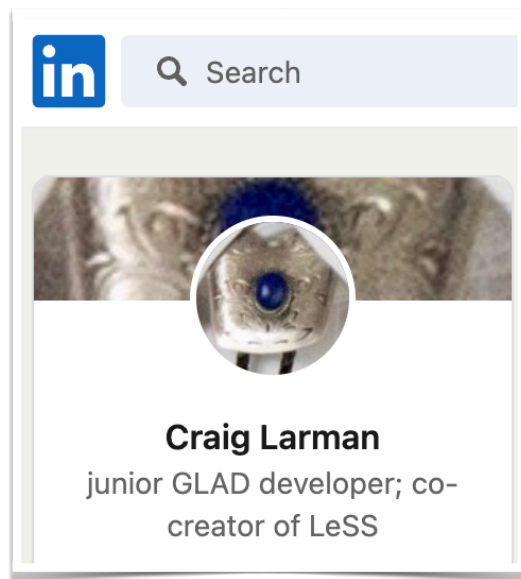 in
Search
Craig Larman
junior GLAD developer; co-
creator of LeSS